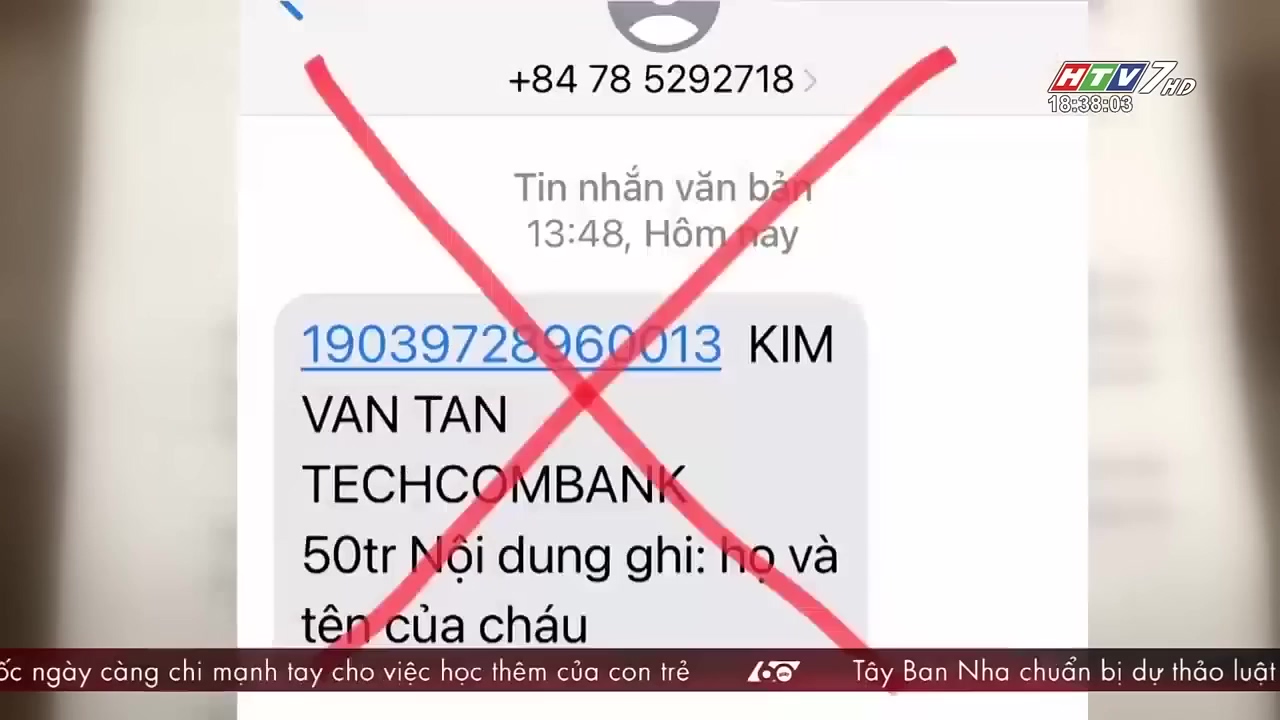 +84 78 5292718
HTV7 HD
18:38:03
Tin nhắn văn bản
13:48, Hôm nay
19039728960013 KIM
VAN TAN
TECHCOMBANK
50tr Nội dung ghi: họ và
tên của cháu
ốc ngày càng chi mạnh tay cho việc học thêm của con trẻ
Tây Ban Nha chuẩn bị dự thảo luật